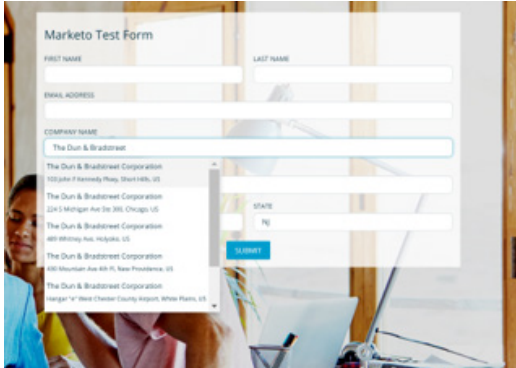 Marketo Test Form
FIRST NAME LAST NAME
EMAIL ADDRESS
COMPANY NAME
The Dun & Bradstreet
The Dun & Bradstreet Corporation
103 John F Kennedy Pkwy, Short Hills, US
The Dun & Bradstreet Corporation
224 S Michigan Ave Ste 300, Chicago, US
STATE
The Dun & Bradstreet Corporation
NJ
489 Whitney Ave, Holyoke, US
The Dun & Bradstreet Corporation
SUBMIT
430 Mountain Ave 4th Fl, New Providence, US
The Dun & Bradstreet Corporation
Hangar "e" West Chester County Airport, White Plains, US